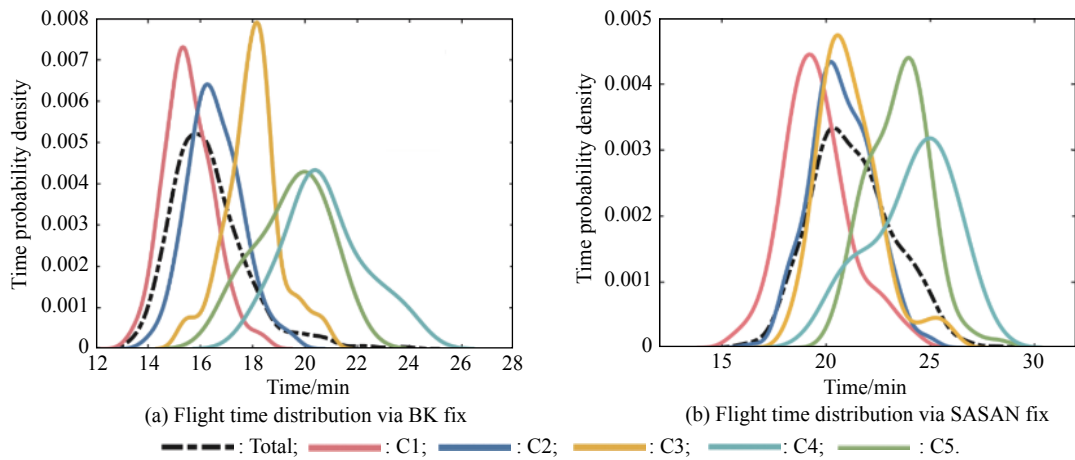 0.008
0.007
0.006
0.005
0.004
0.003
0.002
0.001
0
Time probability density
12 14 16 18 20 22 24 26 28
Time/min
(a) Flight time distribution via BK fix
0.005
0.004
0.003
0.002
0.001
0
Time probability density
15 20 25 30
Time/min
(b) Flight time distribution via SASAN fix
: Total; : C1; : C2; : C3; : C4; : C5.